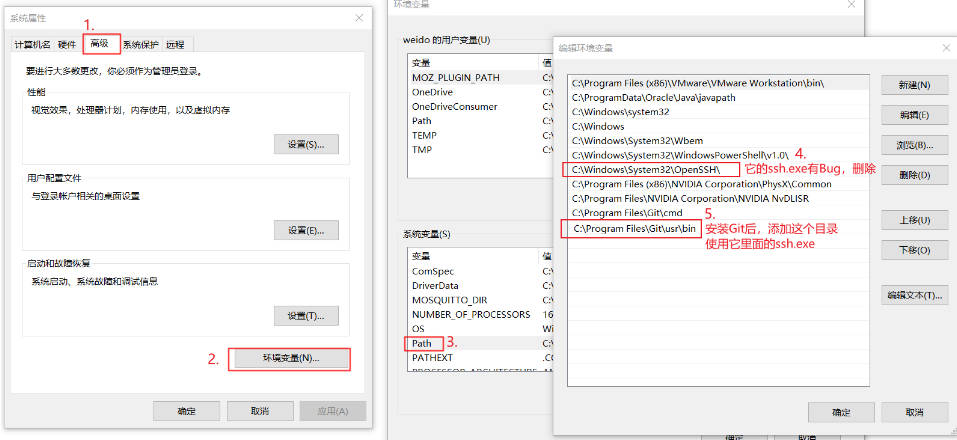 系统属性
1.
计算机名
硬件
高级
系统保护
远程
要进行大多数更改，你必须作为管理员登录。
性能
视觉效果，处理器计划，内存使用，以及虚拟内存
设置(S)...
用户配置文件
与登录帐户相关的桌面设置
设置(E)...
启动和故障恢复
系统启动、系统故障和调试信息
设置(T)...
2.
环境变量(N)...
确定
取消
应用(A)
环境变量
weido 的用户变量(U)
变量
值
MOZ_PLUGIN_PATH
C:\
OneDrive
C:\
OneDriveConsumer
C:\
Path
C:\
TEMP
C:\
TMP
C:\
系统变量(S)
变量
值
ComSpec
C:\
DriverData
C:\
MOSQUITTO_DIR
C:\
NUMBER_OF_PROCESSORS
16
OS
Wi
Path
3.
C:\
PATHEXT
.CO
PROCESSOR_ARCHITECTURE
确定
取消
编辑环境变量
C:\Program Files (x86)\VMware\VMware Workstation\bin\
C:\ProgramData\Oracle\Java\javapath
C:\Windows\system32
C:\Windows
C:\Windows\System32\Wbem
C:\Windows\System32\WindowsPowerShell\v1.0\
4.
C:\Windows\System32\OpenSSH\
它的ssh.exe有Bug，删除
C:\Program Files (x86)\NVIDIA Corporation\PhysX\Common
C:\Program Files\NVIDIA Corporation\NVIDIA NvDLISR
C:\Program Files\Git\cmd
5.
C:\Program Files\Git\usr\bin
安装Git后，添加这个目录
使用它里面的ssh.exe
新建(N)
编辑(E)
浏览(B)...
删除(D)
上移(U)
下移(O)
编辑文本(T)...
确定
取消